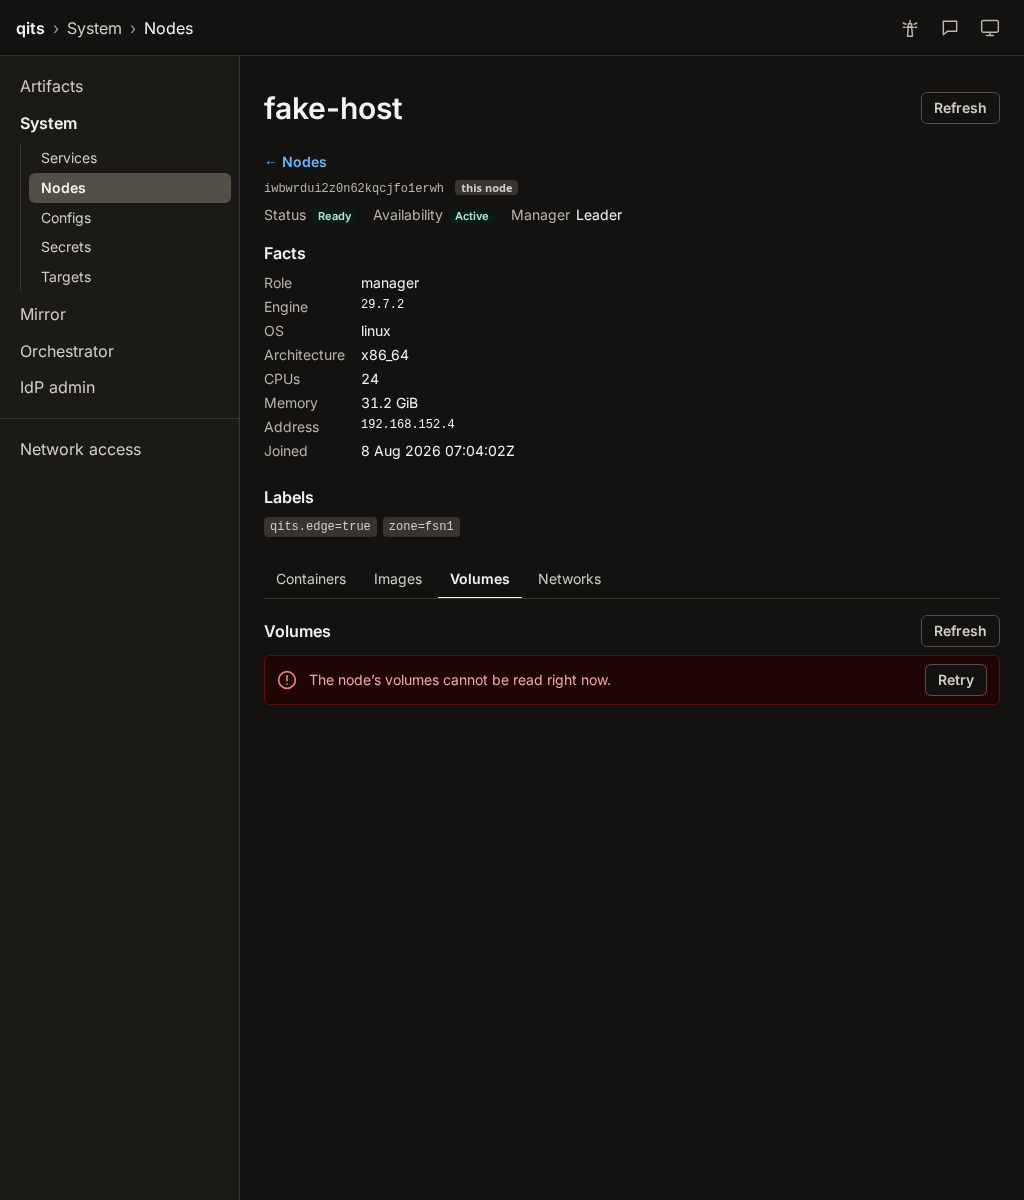 qits › System › Nodes
Artifacts
System
Services
Nodes
Configs
Secrets
Targets
Mirror
Orchestrator
IdP admin
Network access
fake-host
Refresh
← Nodes
iwbwrdui2z0n62kqcjfo1erwh this node
Status Ready Availability Active Manager Leader
Facts
Role manager
Engine 29.7.2
OS linux
Architecture x86_64
CPUs 24
Memory 31.2 GiB
Address 192.168.152.4
Joined 8 Aug 2026 07:04:02Z
Labels
qits.edge=true zone=fsn1
Containers Images Volumes Networks
Volumes Refresh
The node’s volumes cannot be read right now. Retry